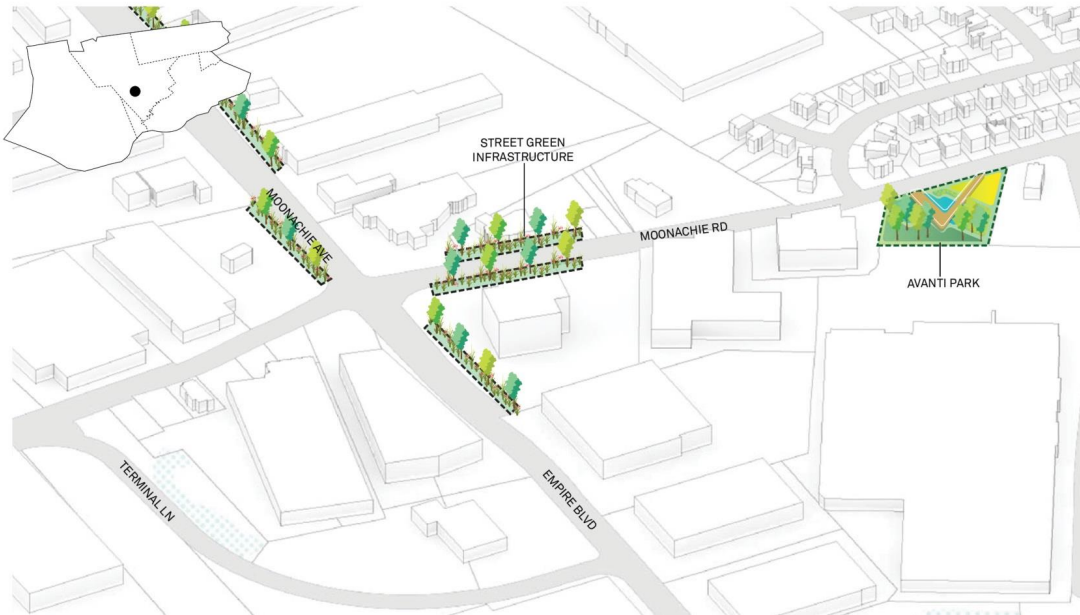 STREET GREEN
INFRASTRUCTURE
MOONACHIE AVE
MOONACHIE RD
AVANTI PARK
TERMINAL LN
EMPIRE BLVD